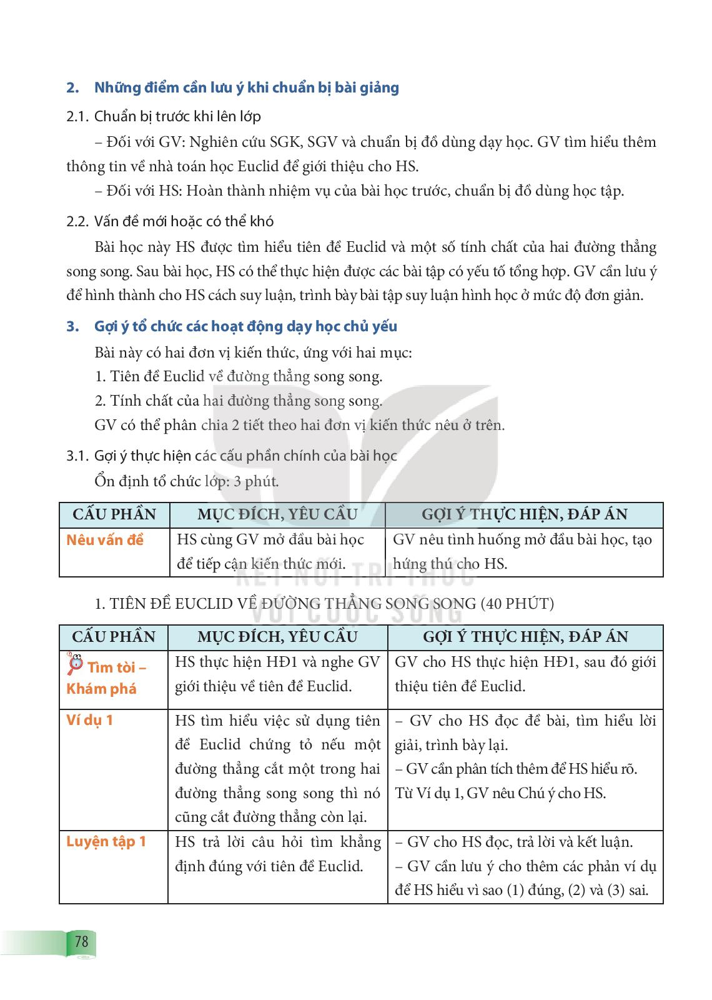 2. Những điểm cần lưu ý khi chuẩn bị bài giảng
2.1. Chuẩn bị trước khi lên lớp
– Đối với GV: Nghiên cứu SGK, SGV và chuẩn bị đồ dùng dạy học. GV tìm hiểu thêm
thông tin về nhà toán học Euclid để giới thiệu cho HS.
– Đối với HS: Hoàn thành nhiệm vụ của bài học trước, chuẩn bị đồ dùng học tập.
2.2. Vấn đề mới hoặc có thể khó
Bài học này HS được tìm hiểu tiên đề Euclid và một số tính chất của hai đường thẳng
song song. Sau bài học, HS có thể thực hiện được các bài tập có yếu tố tổng hợp. GV cần lưu ý
để hình thành cho HS cách suy luận, trình bày bài tập suy luận hình học ở mức độ đơn giản.
3. Gợi ý tổ chức các hoạt động dạy học chủ yếu
Bài này có hai đơn vị kiến thức, ứng với hai mục:
1. Tiên đề Euclid về đường thẳng song song.
2. Tính chất của hai đường thẳng song song.
GV có thể phân chia 2 tiết theo hai đơn vị kiến thức nêu ở trên.
3.1. Gợi ý thực hiện các cấu phần chính của bài học
Ổn định tổ chức lớp: 3 phút.
CẤU PHẦN MỤC ĐÍCH, YÊU CẦU GỢI Ý THỰC HIỆN, ĐÁP ÁN
Nêu vấn đề
HS cùng GV mở đầu bài học
để tiếp cận kiến thức mới.
GV nêu tình huống mở đầu bài học, tạo
hứng thú cho HS.
KẾT NỐI TRI THỨC
VỚI CUỘC SỐNG
1. TIÊN ĐỀ EUCLID VỀ ĐƯỜNG THẲNG SONG SONG (40 PHÚT)
CẤU PHẦN MỤC ĐÍCH, YÊU CẦU GỢI Ý THỰC HIỆN, ĐÁP ÁN
Tìm tòi –
Khám phá
HS thực hiện HĐ1 và nghe GV
giới thiệu về tiên đề Euclid.
GV cho HS thực hiện HĐ1, sau đó giới
thiệu tiên đề Euclid.
Ví dụ 1
HS tìm hiểu việc sử dụng tiên
đề Euclid chứng tỏ nếu một
đường thẳng cắt một trong hai
đường thẳng song song thì nó
cũng cắt đường thẳng còn lại.
– GV cho HS đọc đề bài, tìm hiểu lời
giải, trình bày lại.
– GV cần phân tích thêm để HS hiểu rõ.
Từ Ví dụ 1, GV nêu Chú ý cho HS.
Luyện tập 1
HS trả lời câu hỏi tìm khẳng
định đúng với tiên đề Euclid.
– GV cho HS đọc, trả lời và kết luận.
– GV cần lưu ý cho thêm các phản ví dụ
để HS hiểu vì sao (1) đúng, (2) và (3) sai.
78